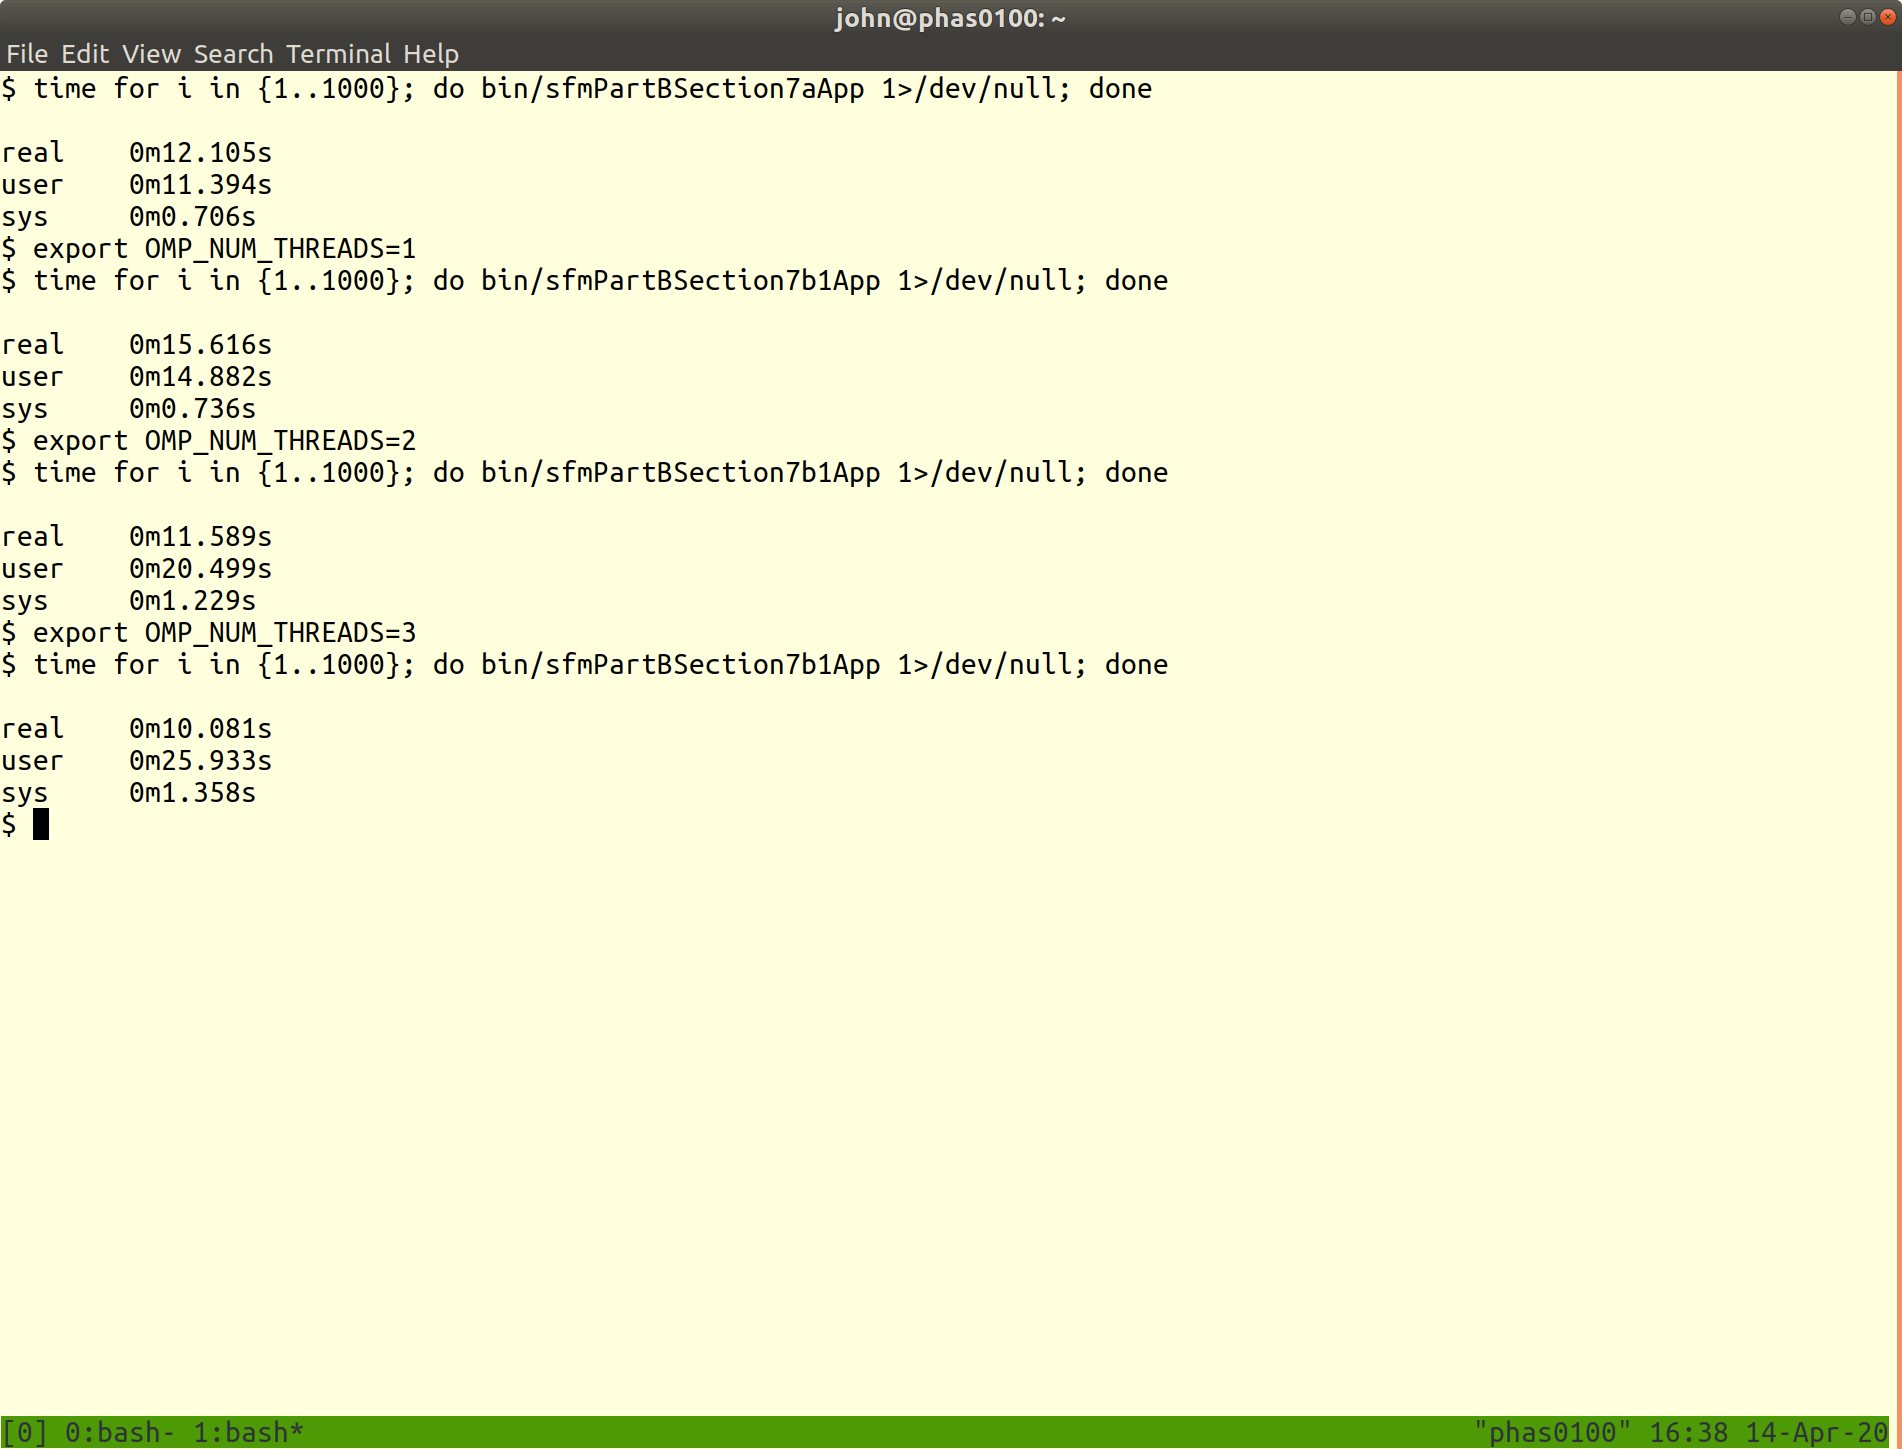 john@phas0100: ~
File Edit View Search Terminal Help
$ time for i in {1..1000}; do bin/sfmPartBSection7aApp 1>/dev/null; done
real    0m12.105s
user    0m11.394s
sys     0m0.706s
$ export OMP_NUM_THREADS=1
$ time for i in {1..1000}; do bin/sfmPartBSection7b1App 1>/dev/null; done
real    0m15.616s
user    0m14.882s
sys     0m0.736s
$ export OMP_NUM_THREADS=2
$ time for i in {1..1000}; do bin/sfmPartBSection7b1App 1>/dev/null; done
real    0m11.589s
user    0m20.499s
sys     0m1.229s
$ export OMP_NUM_THREADS=3
$ time for i in {1..1000}; do bin/sfmPartBSection7b1App 1>/dev/null; done
real    0m10.081s
user    0m25.933s
sys     0m1.358s
$
[0] 0:bash- 1:bash* "phas0100" 16:38 14-Apr-20